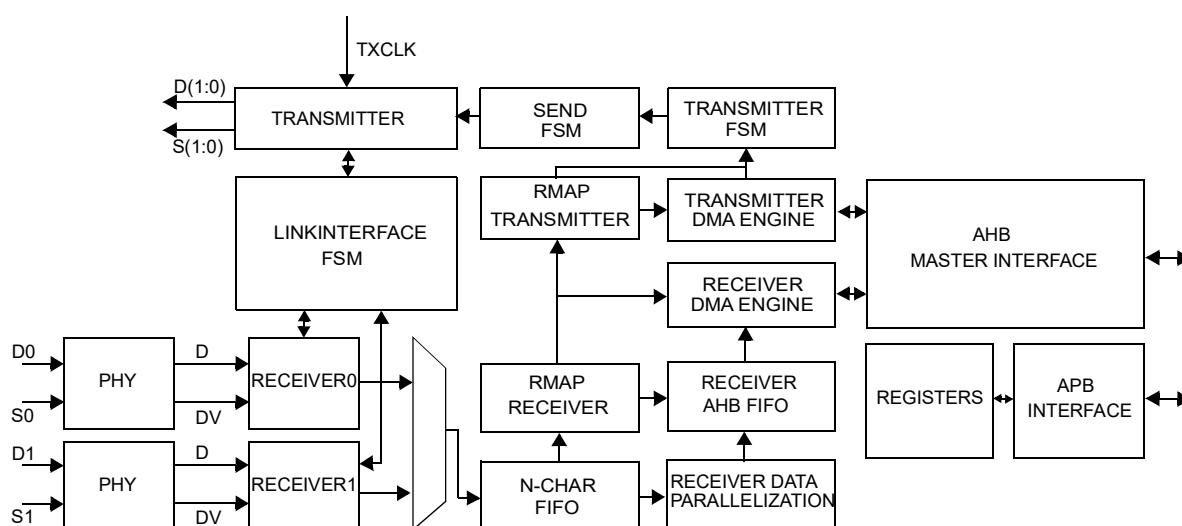 TXCLK
D(1:0)
S(1:0)
TRANSMITTER
SEND
FSM
TRANSMITTER
FSM
RMAP
TRANSMITTER
TRANSMITTER
DMA ENGINE
LINKINTERFACE
FSM
AHB
MASTER INTERFACE
RECEIVER
DMA ENGINE
D0
S0
PHY
D
DV
RECEIVER0
RMAP
RECEIVER
RECEIVER
AHB FIFO
REGISTERS
APB
INTERFACE
D1
S1
PHY
D
DV
RECEIVER1
N-CHAR
FIFO
RECEIVER DATA
PARALLELIZATION